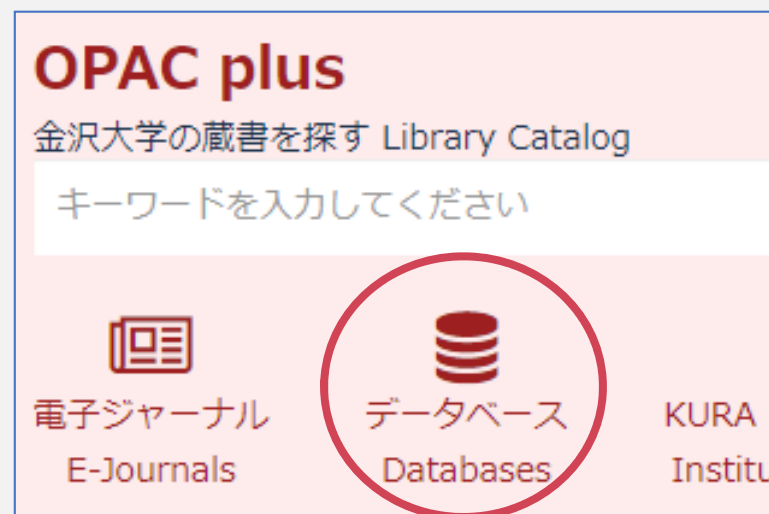 OPAC plus
金沢大学の蔵書を探す Library Catalog
キーワードを入力してください
電子ジャーナル データベース KURA
E-Journals Databases Institu